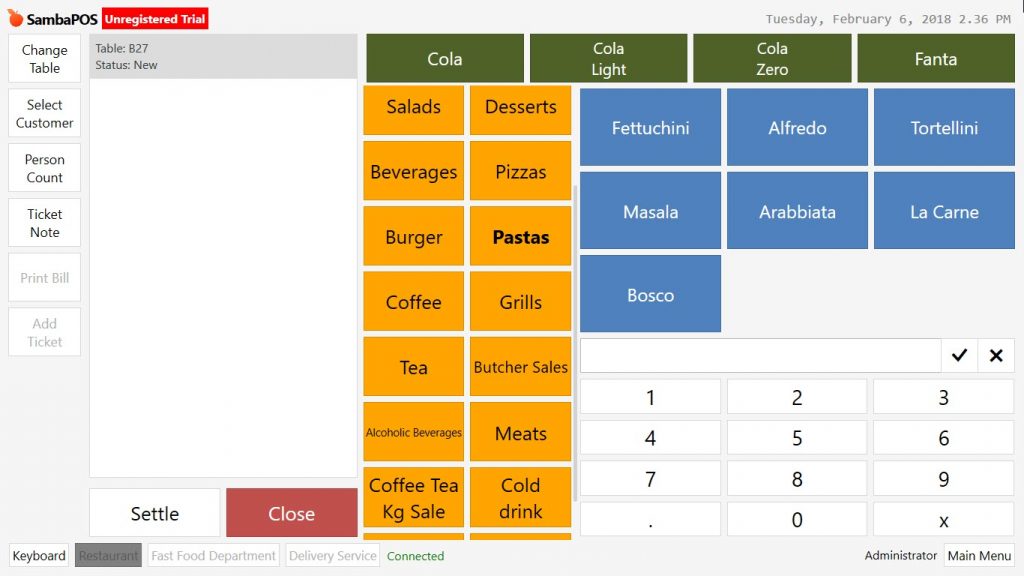 SambaPOS Unregistered Trial
Tuesday, February 6, 2018 2.36 PM
Change
Table
Select
Customer
Person
Count
Ticket
Note
Print Bill
Add
Ticket
Table: B27
Status: New
Settle
Close
Cola
Cola
Light
Cola
Zero
Fanta
Salads
Desserts
Beverages
Pizzas
Burger
Pastas
Coffee
Grills
Tea
Butcher Sales
Alcoholic Beverages
Meats
Coffee Tea
Kg Sale
Cold
drink
Fettuchini
Alfredo
Tortellini
Masala
Arabbiata
La Carne
Bosco
1
2
3
4
5
6
7
8
9
.
0
x
Keyboard
Restaurant
Fast Food Department
Delivery Service
Connected
Administrator
Main Menu